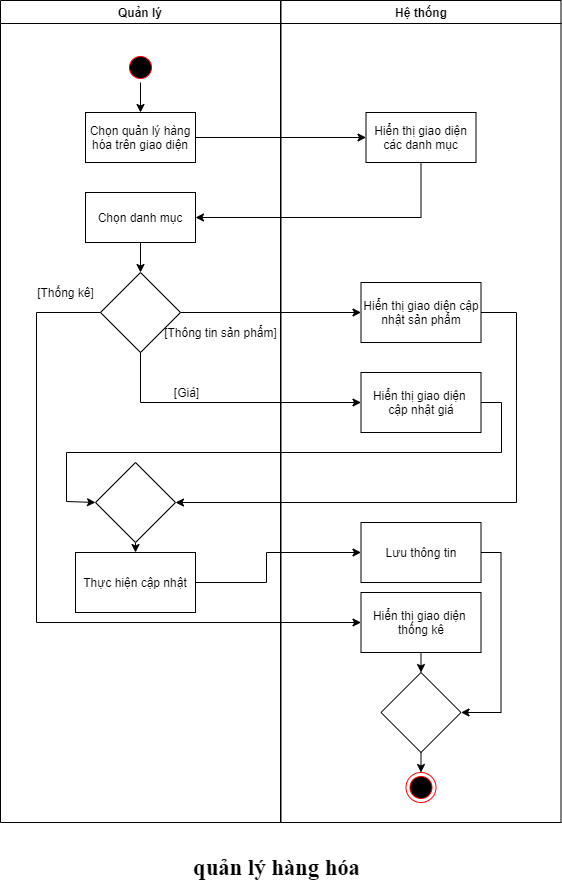 Quản lý
Hệ thống
Chọn quản lý hàng
hóa trên giao diện
Hiển thị giao diện
các danh mục
Chọn danh mục
[Thống kê]
Hiển thị giao diện cập
nhật sản phẩm
[Thông tin sản phẩm]
[Giá]
Hiển thị giao diện
cập nhật giá
Lưu thông tin
Thực hiện cập nhật
Hiển thị giao diện
thống kê
quản lý hàng hóa